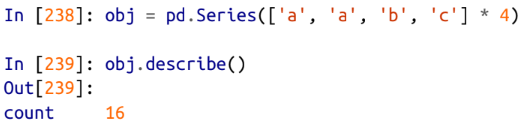 In [238]: obj = pd.Series(['a', 'a', 'b', 'c'] * 4)
In [239]: obj.describe()
Out[239]:
count     16